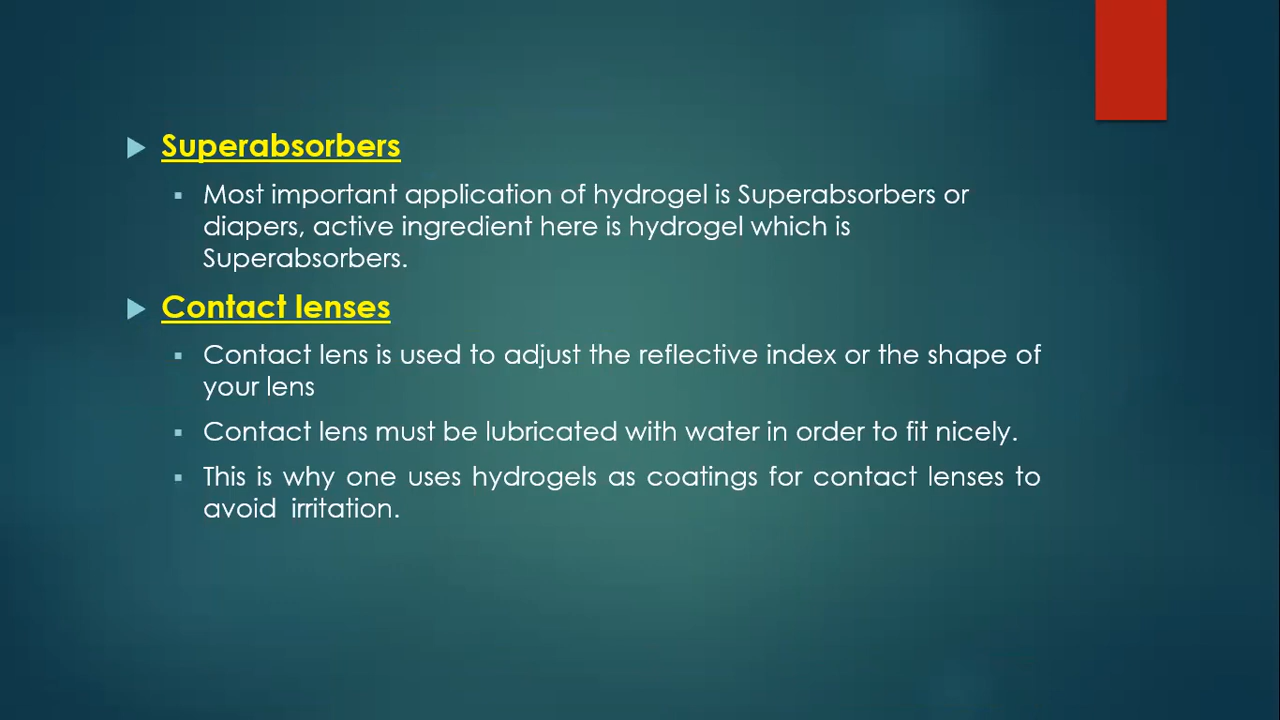 Superabsorbers
Most important application of hydrogel is Superabsorbers or
diapers, active ingredient here is hydrogel which is
Superabsorbers.
Contact lenses
Contact lens is used to adjust the reflective index or the shape of
your lens
Contact lens must be lubricated with water in order to fit nicely.
This is why one uses hydrogels as coatings for contact lenses to
avoid  irritation.